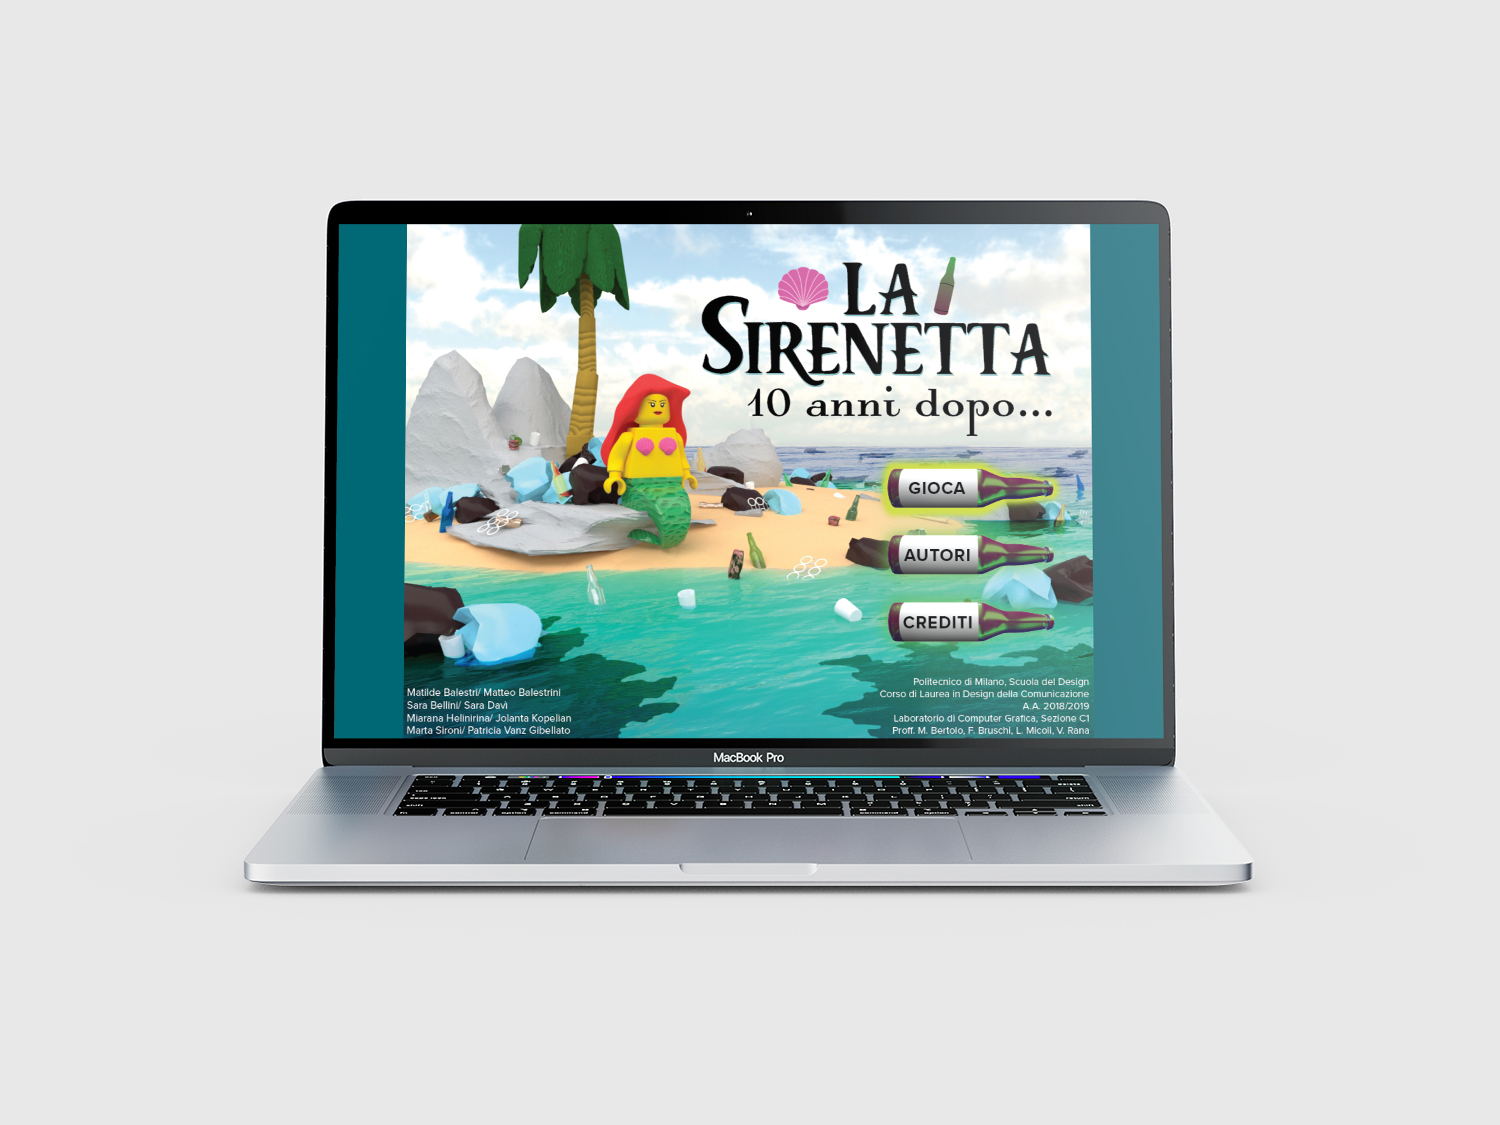 LA
SIRENETTA
10 anni dopo...
GIOCA
AUTORI
CREDITI
Matilde Balestri/ Matteo Balestrini
Sara Bellini/ Sara Davì
Miarana Helinirina/ Jolanta Kopelian
Marta Sironi/ Patricia Vanz Gibellato
Politecnico di Milano, Scuola del Design
Corso di Laurea in Design della Comunicazione
A.A. 2018/2019
Laboratorio di Computer Grafica, Sezione C1
Proff. M. Bertolo, F. Bruschi, L. Micoli, V. Rana
MacBook Pro